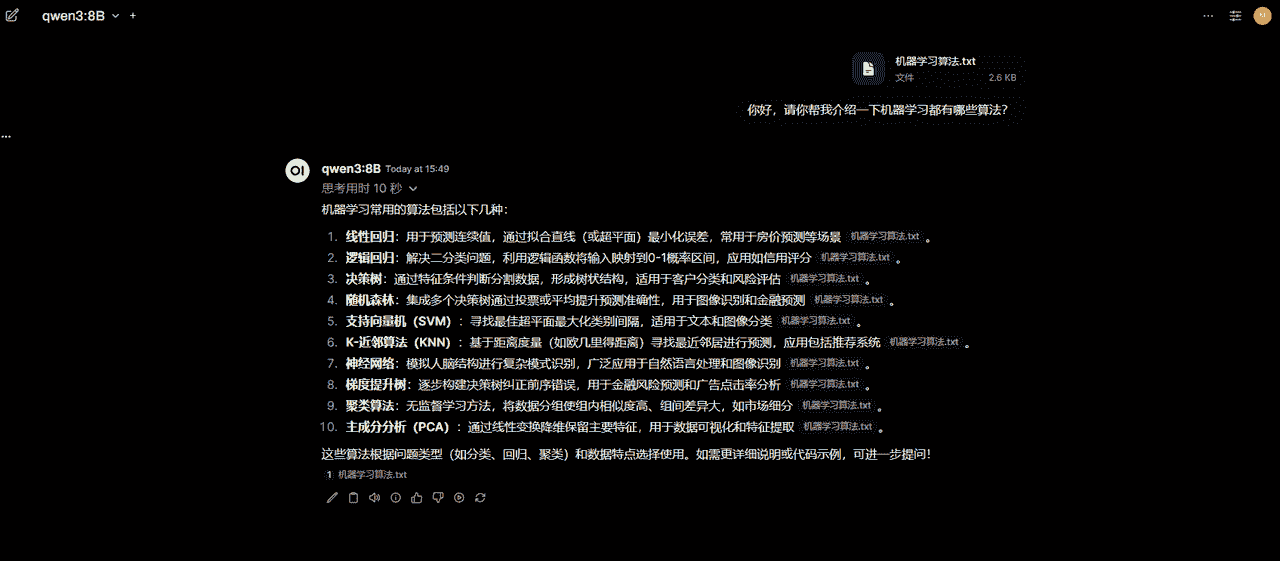 qwen3:8B
机器学习算法.txt
文件 2.6 KB
你好，请你帮我介绍一下机器学习都有哪些算法？
OI qwen3:8B Today at 15:49
思考用时 10 秒
机器学习常用的算法包括以下几种：
1. 线性回归：用于预测连续值，通过拟合直线（或超平面）最小化误差，常用于房价预测等场景 机器学习算法.txt 。
2. 逻辑回归：解决二分类问题，利用逻辑函数将输入映射到0-1概率区间，应用如信用评分 机器学习算法.txt 。
3. 决策树：通过特征条件判断分割数据，形成树状结构，适用于客户分类和风险评估 机器学习算法.txt 。
4. 随机森林：集成多个决策树通过投票或平均提升预测准确性，用于图像识别和金融预测 机器学习算法.txt 。
5. 支持向量机（SVM）：寻找最佳超平面最大化类别间隔，适用于文本和图像分类 机器学习算法.txt 。
6. K-近邻算法（KNN）：基于距离度量（如欧几里得距离）寻找最近邻居进行预测，应用包括推荐系统 机器学习算法.txt 。
7. 神经网络：模拟人脑结构进行复杂模式识别，广泛应用于自然语言处理和图像识别 机器学习算法.txt 。
8. 梯度提升树：逐步构建决策树纠正前序错误，用于金融风险预测和广告点击率分析 机器学习算法.txt 。
9. 聚类算法：无监督学习方法，将数据分组使组内相似度高、组间差异大，如市场细分 机器学习算法.txt 。
10. 主成分分析（PCA）：通过线性变换降维保留主要特征，用于数据可视化和特征提取 机器学习算法.txt 。
这些算法根据问题类型（如分类、回归、聚类）和数据特点选择使用。如需更详细说明或代码示例，可进一步提问！
1 机器学习算法.txt